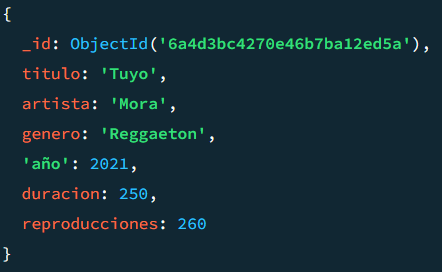 {
  _id: ObjectId('6a4d3bc4270e46b7ba12ed5a'),
  titulo: 'Tuyo',
  artista: 'Mora',
  genero: 'Reggaeton',
  'año': 2021,
  duracion: 250,
  reproducciones: 260
}